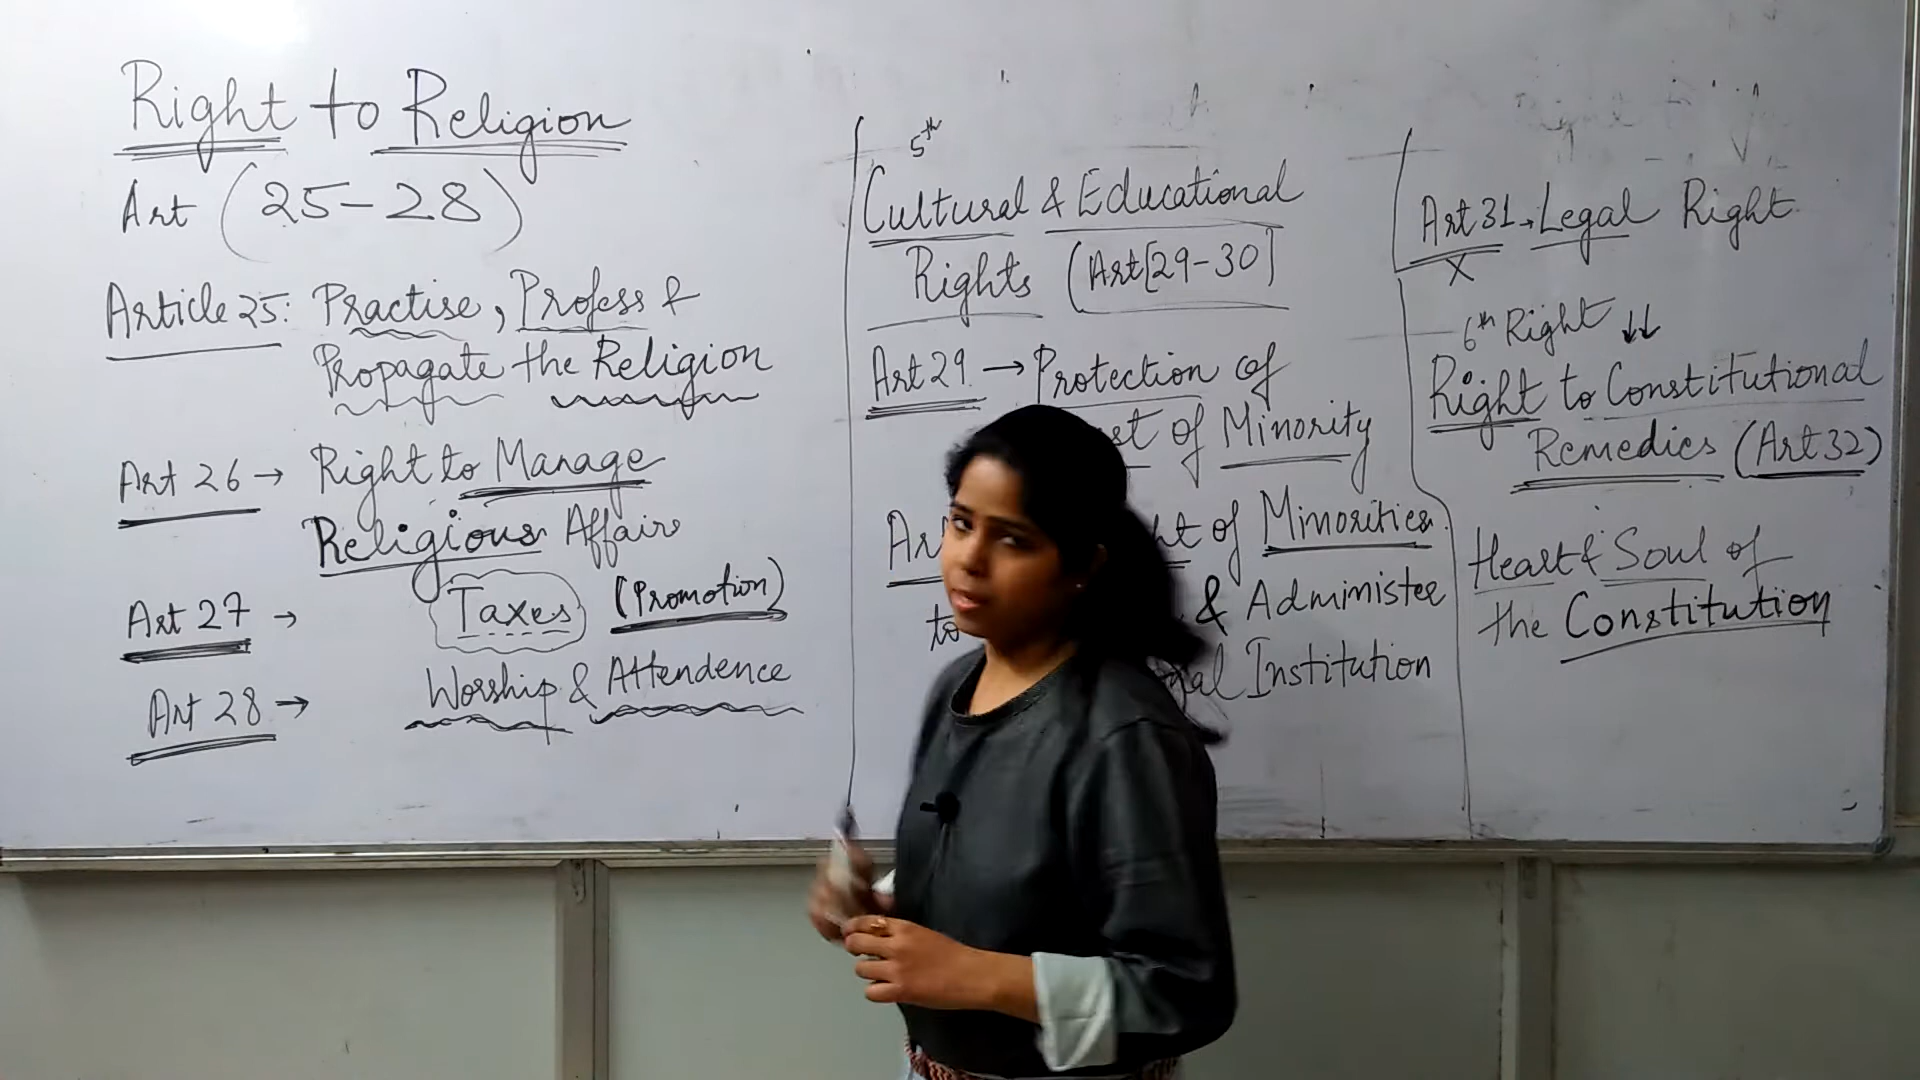 Right to Religion
Art (25-28)
Article 25: Practise, Profess &
Propagate the Religion
Art 26 → Right to Manage
Religious Affairs
Art 27 → Taxes (Promotion)
Art 28 → Worship & Attendence
5th
Cultural & Educational
Rights (Art[29-30]
Art 29 → Protection of
of Minority
of Minorities
to & Administer
Institution
Art 31 → Legal Right
X
6th Right ↓↓
Right to Constitutional
Remedies (Art 32)
Heart & Soul of
the Constitution